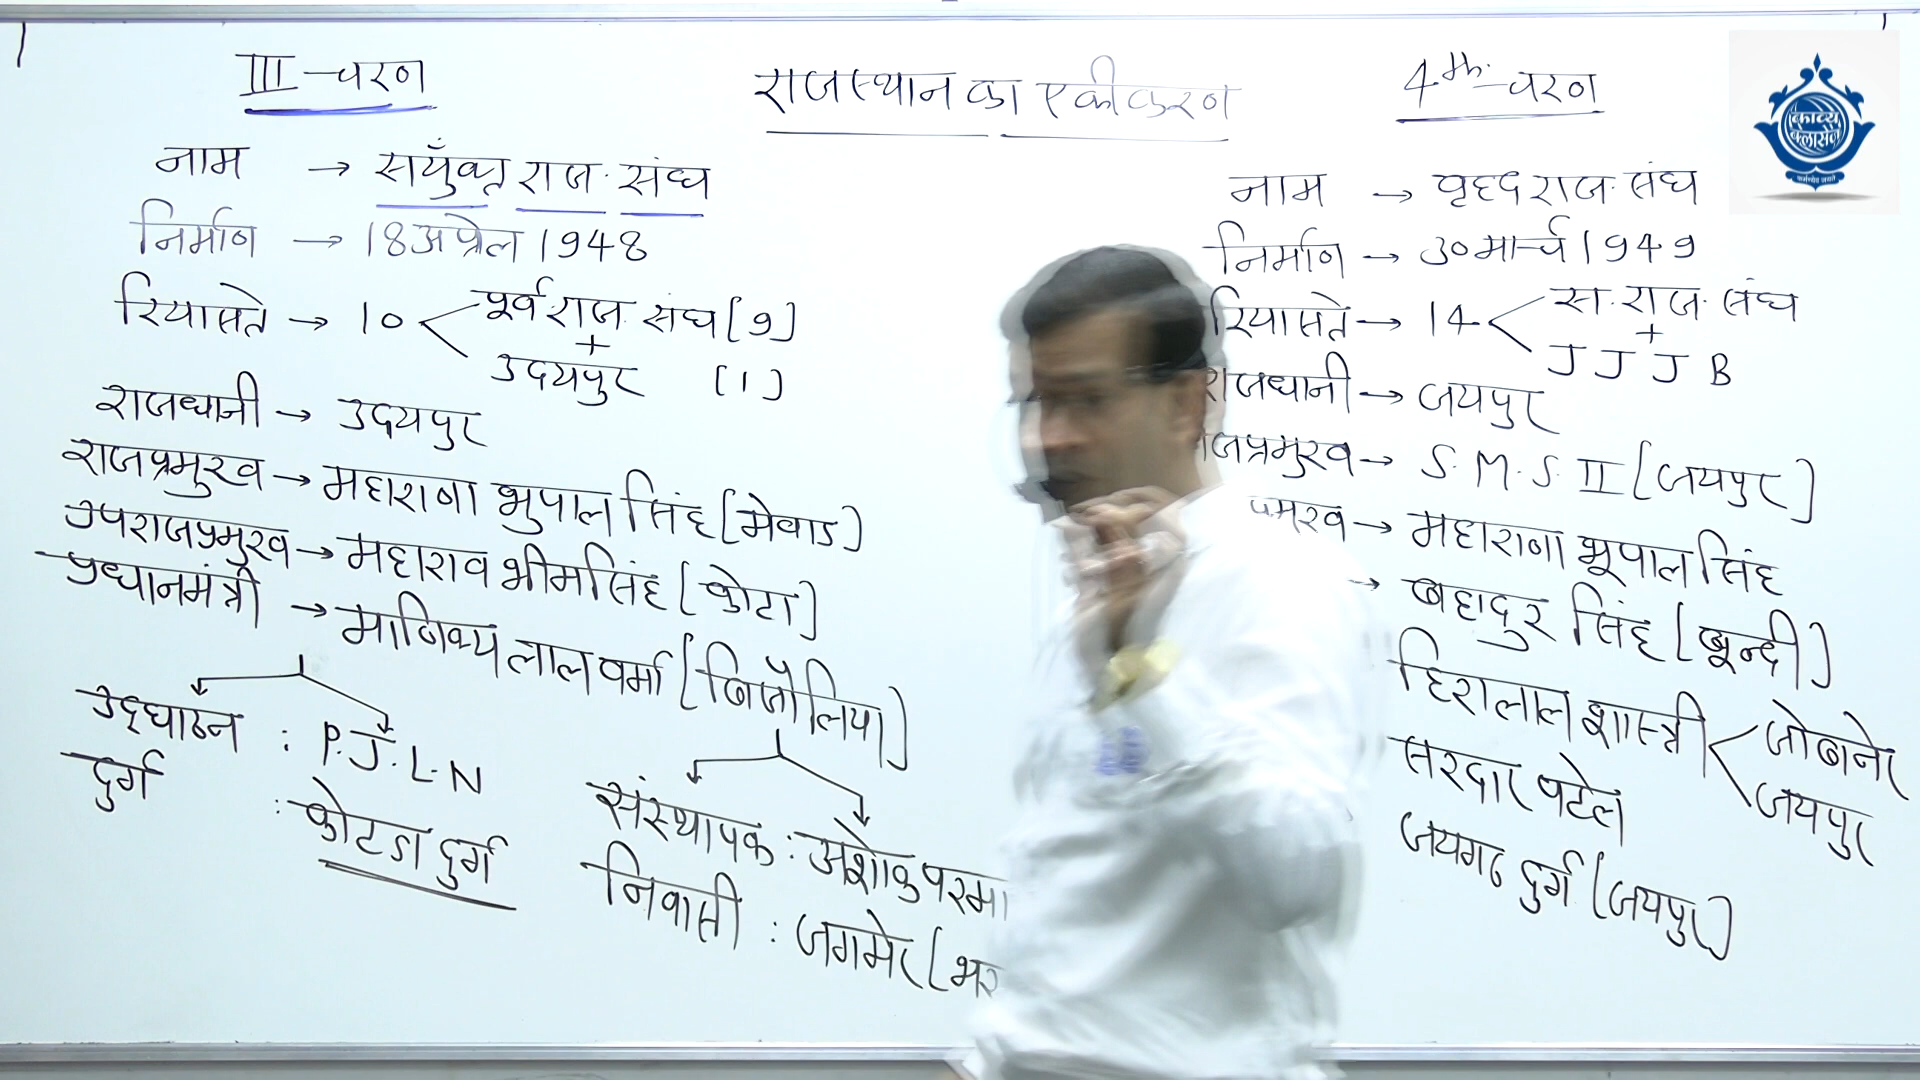 राजस्थान का एकीकरण
III - चरण
नाम → सयुँक्त राज. संघ
निर्माण → 18 अप्रेल 1948
रियासते → 10 < पूर्व राज. संघ [9]
+
उदयपुर [1]
राजधानी → उदयपुर
राजप्रमुख → महाराणा भुपाल सिंह [मेवाड]
उपराजप्रमुख → महाराव भीमसिंह [कोटा]
प्रधानमंत्री → माणिक्य लाल वर्मा [बिजौलिया]
उद्घाटन : P. J. L. N
दुर्ग : कोटडा दुर्ग
संस्थापक : अशोक परमा
निवासी : जगमेर [भर
4th - चरण
नाम → वृहद राज. संघ
निर्माण → 30 मार्च 1949
रियासते → 14 < स. राज. संघ
+
J J J B
राजधानी → जयपुर
जप्रमुख → S. M. S. II [जयपुर]
प्रमुख → महाराणा भूपाल सिंह
→ बहादुर सिंह [बून्दी]
हिरालाल शास्त्री < जोबनेर
जयपुर
सरदार पटेल
जयगढ दुर्ग [जयपुर]
काव्य
क्लासेज